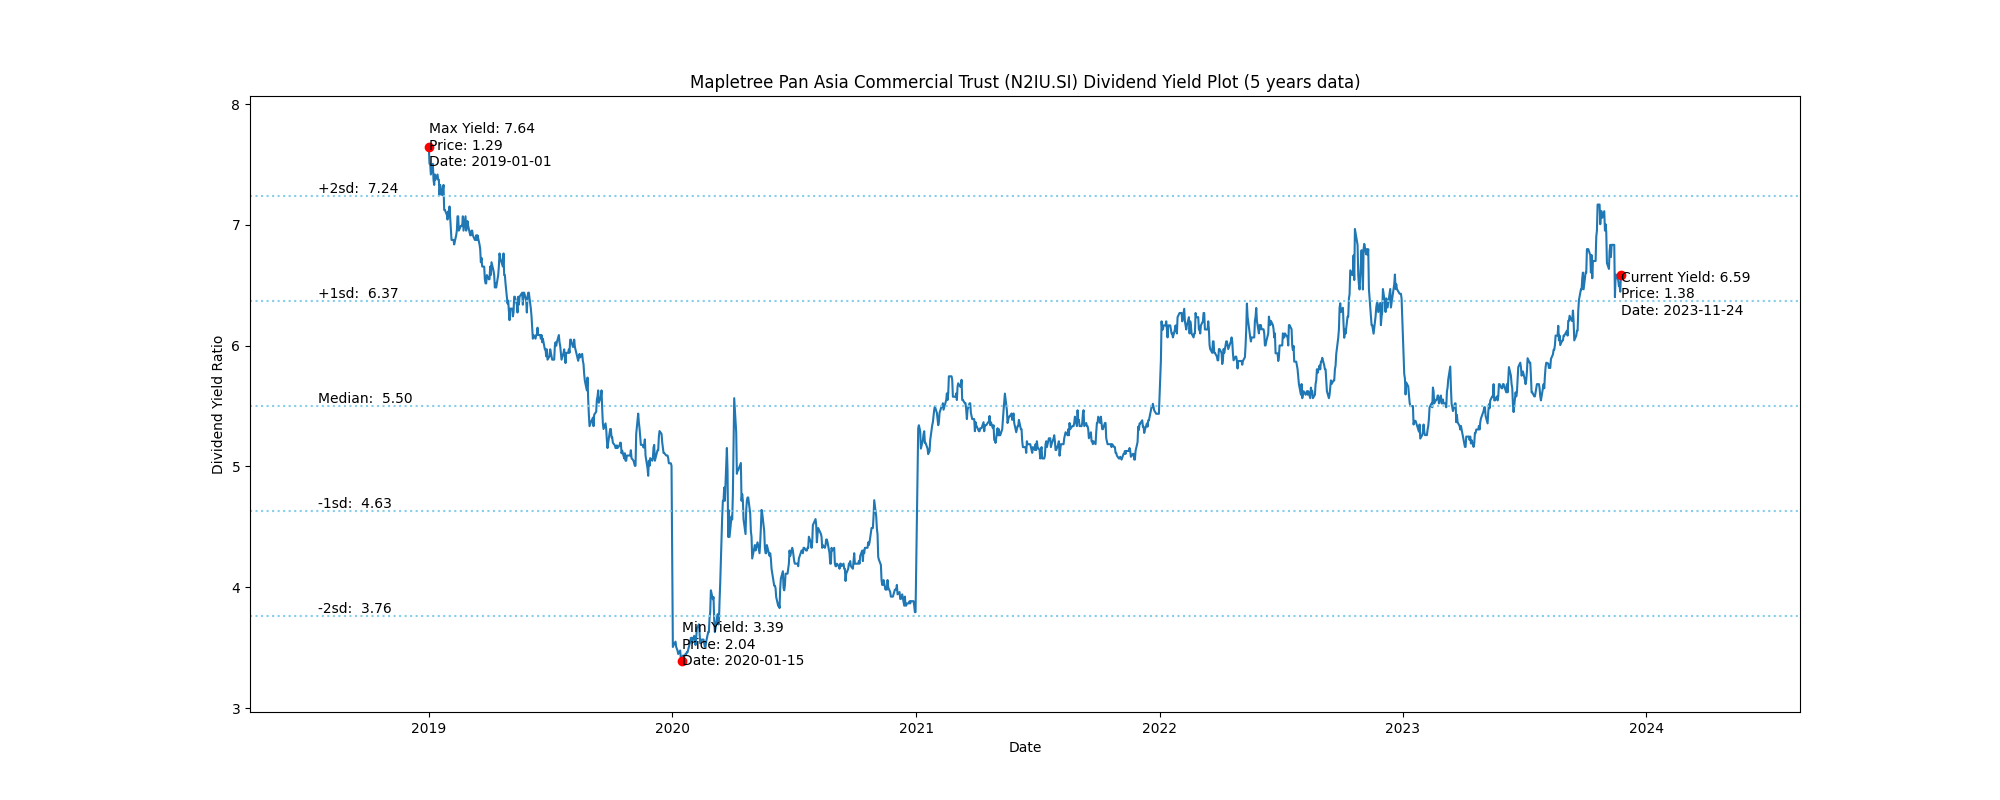 Mapletree Pan Asia Commercial Trust (N2IU.SI) Dividend Yield Plot (5 years data)
8
Max Yield: 7.64
Price: 1.29
Date: 2019-01-01
+2sd:  7.24
7
+1sd:  6.37
Current Yield: 6.59
Price: 1.38
Date: 2023-11-24
6
Median:  5.50
Dividend Yield Ratio
5
-1sd:  4.63
4
-2sd:  3.76
Min Yield: 3.39
Price: 2.04
Date: 2020-01-15
3
2019 2020 2021 2022 2023 2024
Date